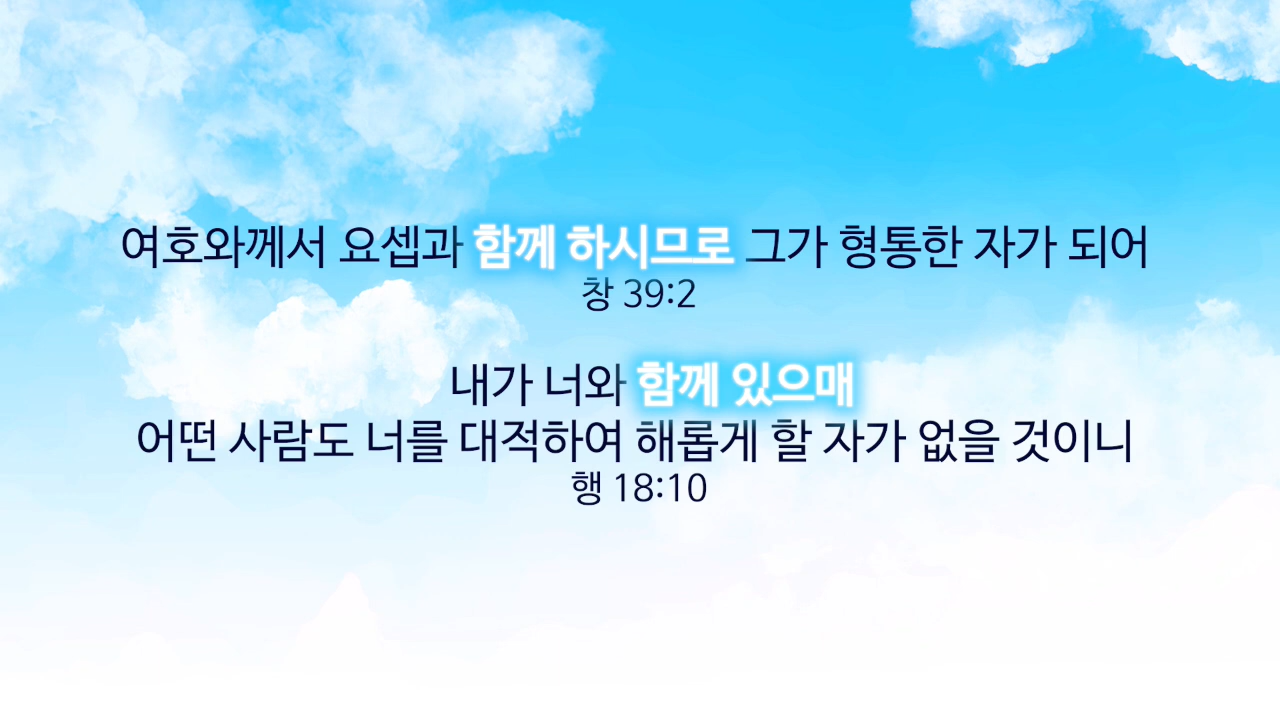 여호와께서 요셉과 함께 하시므로 그가 형통한 자가 되어
창 39:2
내가 너와 함께 있으매
어떤 사람도 너를 대적하여 해롭게 할 자가 없을 것이니
행 18:10